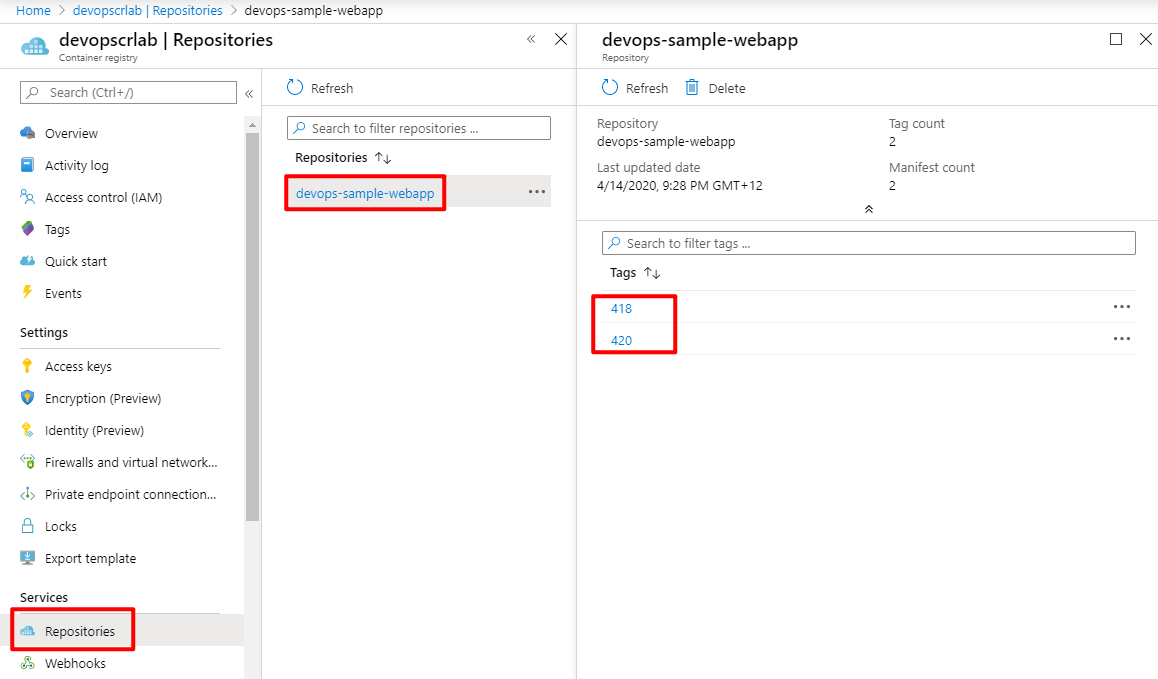 Home > devopscrlab | Repositories > devops-sample-webapp
devopscrlab | Repositories
Container registry
Search (Ctrl+/)
Overview
Activity log
Access control (IAM)
Tags
Quick start
Events
Settings
Access keys
Encryption (Preview)
Identity (Preview)
Firewalls and virtual network...
Private endpoint connection...
Locks
Export template
Services
Repositories
Webhooks
Refresh
Search to filter repositories ...
Repositories
devops-sample-webapp
devops-sample-webapp
Repository
Refresh
Delete
Repository
devops-sample-webapp
Tag count
2
Last updated date
4/14/2020, 9:28 PM GMT+12
Manifest count
2
Search to filter tags ...
Tags
418
420